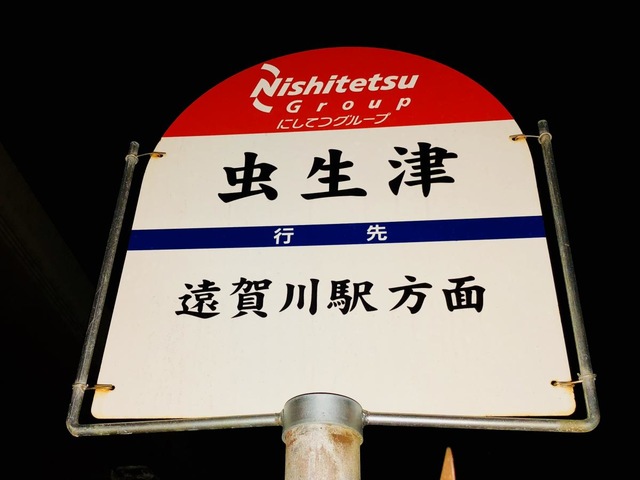 Nishitetsu
Group
にしてつグループ
虫生津
行先
遠賀川駅方面